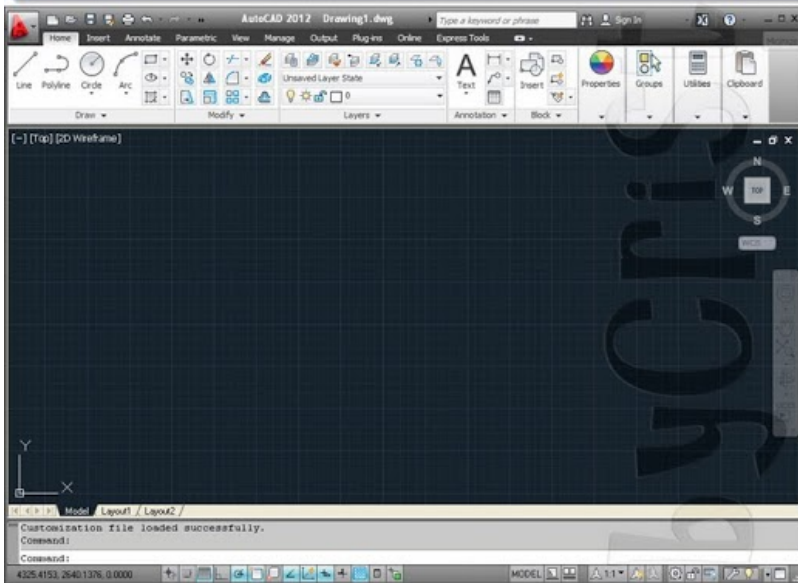 AutoCAD 2012 Drawing1.dwg Type a keyword or phrase Sign In
Home Insert Annotate Parametric View Manage Output Plug-ins Online Express Tools
Unsaved Layer State
0
Line Polyline Circle Arc Text Insert Properties Groups Utilities Clipboard
Draw Modify Layers Annotation Block
[-] [Top] [2D Wireframe]
N
W TOP E
S
WCS
Y
X
Model Layout1 Layout2
Customization file loaded successfully.
Command:
Command:
4325.4153, 2640.1376, 0.0000 MODEL 1:1